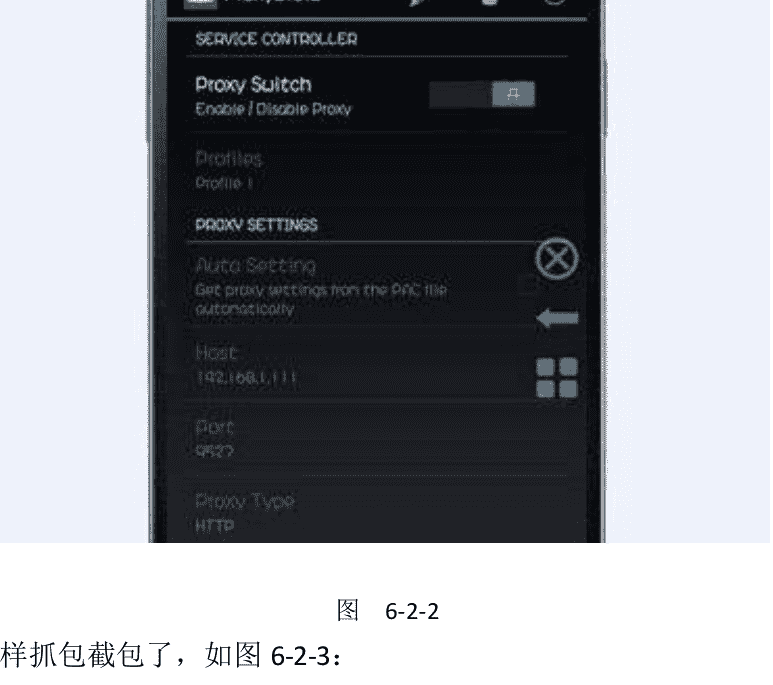 SERVICE CONTROLLER
Proxy Switch
Enable / Disable Proxy
开
Profiles
Profile 1
PROXY SETTINGS
Auto Setting
Get proxy settings from the PAC file
automatically
Host
192.168.1.111
Port
Proxy Type
HTTP
图 6-2-2
样抓包截包了，如图 6-2-3：